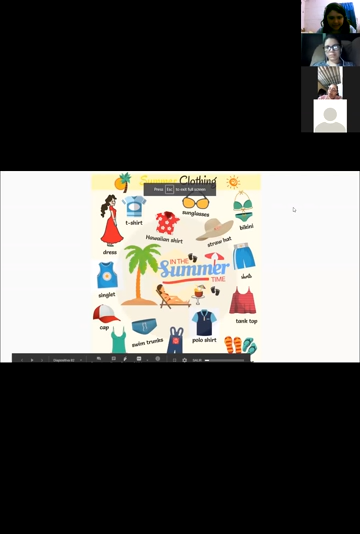 Summer Clothing
Press Esc to exit full screen
t-shirt
sunglasses
bikini
Hawaiian shirt
straw hat
dress
IN THE
Summer
TIME
singlet
tank top
cap
swim trunks
polo shirt